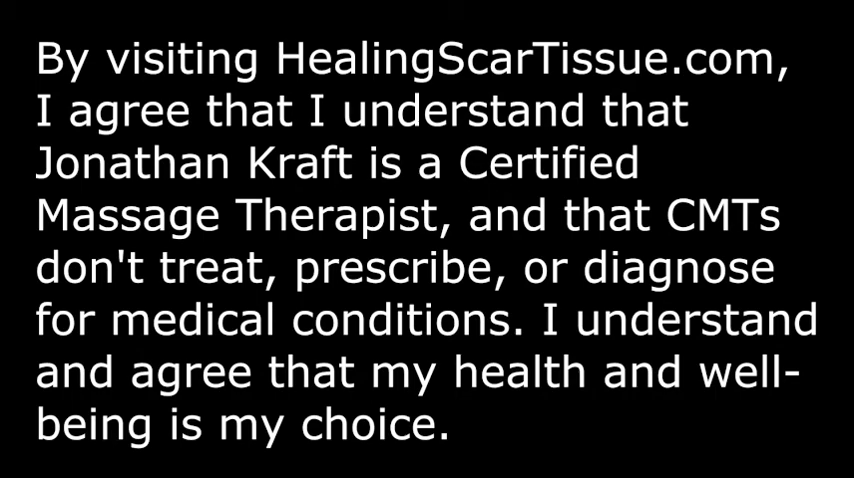 By visiting HealingScarTissue.com,
I agree that I understand that
Jonathan Kraft is a Certified
Massage Therapist, and that CMTs
don't treat, prescribe, or diagnose
for medical conditions. I understand
and agree that my health and well-
being is my choice.